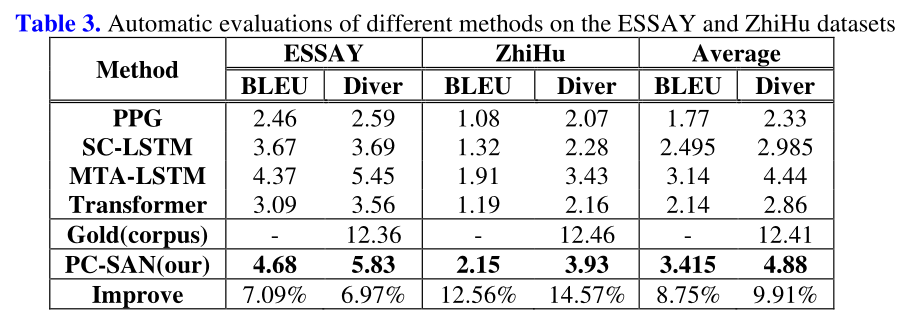 Table 3. Automatic evaluations of different methods on the ESSAY and ZhiHu datasets
Method ESSAY ZhiHu Average
BLEU Diver BLEU Diver BLEU Diver
PPG 2.46 2.59 1.08 2.07 1.77 2.33
SC-LSTM 3.67 3.69 1.32 2.28 2.495 2.985
MTA-LSTM 4.37 5.45 1.91 3.43 3.14 4.44
Transformer 3.09 3.56 1.19 2.16 2.14 2.86
Gold(corpus) - 12.36 - 12.46 - 12.41
PC-SAN(our) 4.68 5.83 2.15 3.93 3.415 4.88
Improve 7.09% 6.97% 12.56% 14.57% 8.75% 9.91%